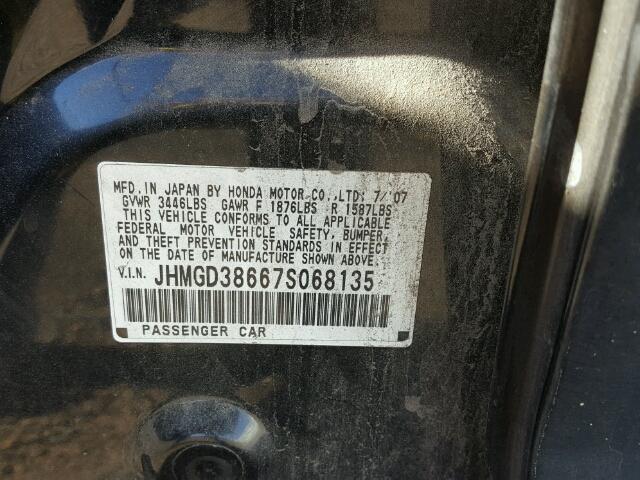 MFD.IN JAPAN BY HONDA MOTOR CO.,LTD: 7/'07
GVWR 3446LBS GAWR F 1876LBS R 1587LBS
THIS VEHICLE CONFORMS TO ALL APPLICABLE
FEDERAL MOTOR VEHICLE SAFETY, BUMPER,
AND THEFT PREVENTION STANDARDS IN EFFECT
ON THE DATE OF MANUFACTURE SHOWN ABOVE.
V.I.N. JHMGD38667S068135
PASSENGER CAR